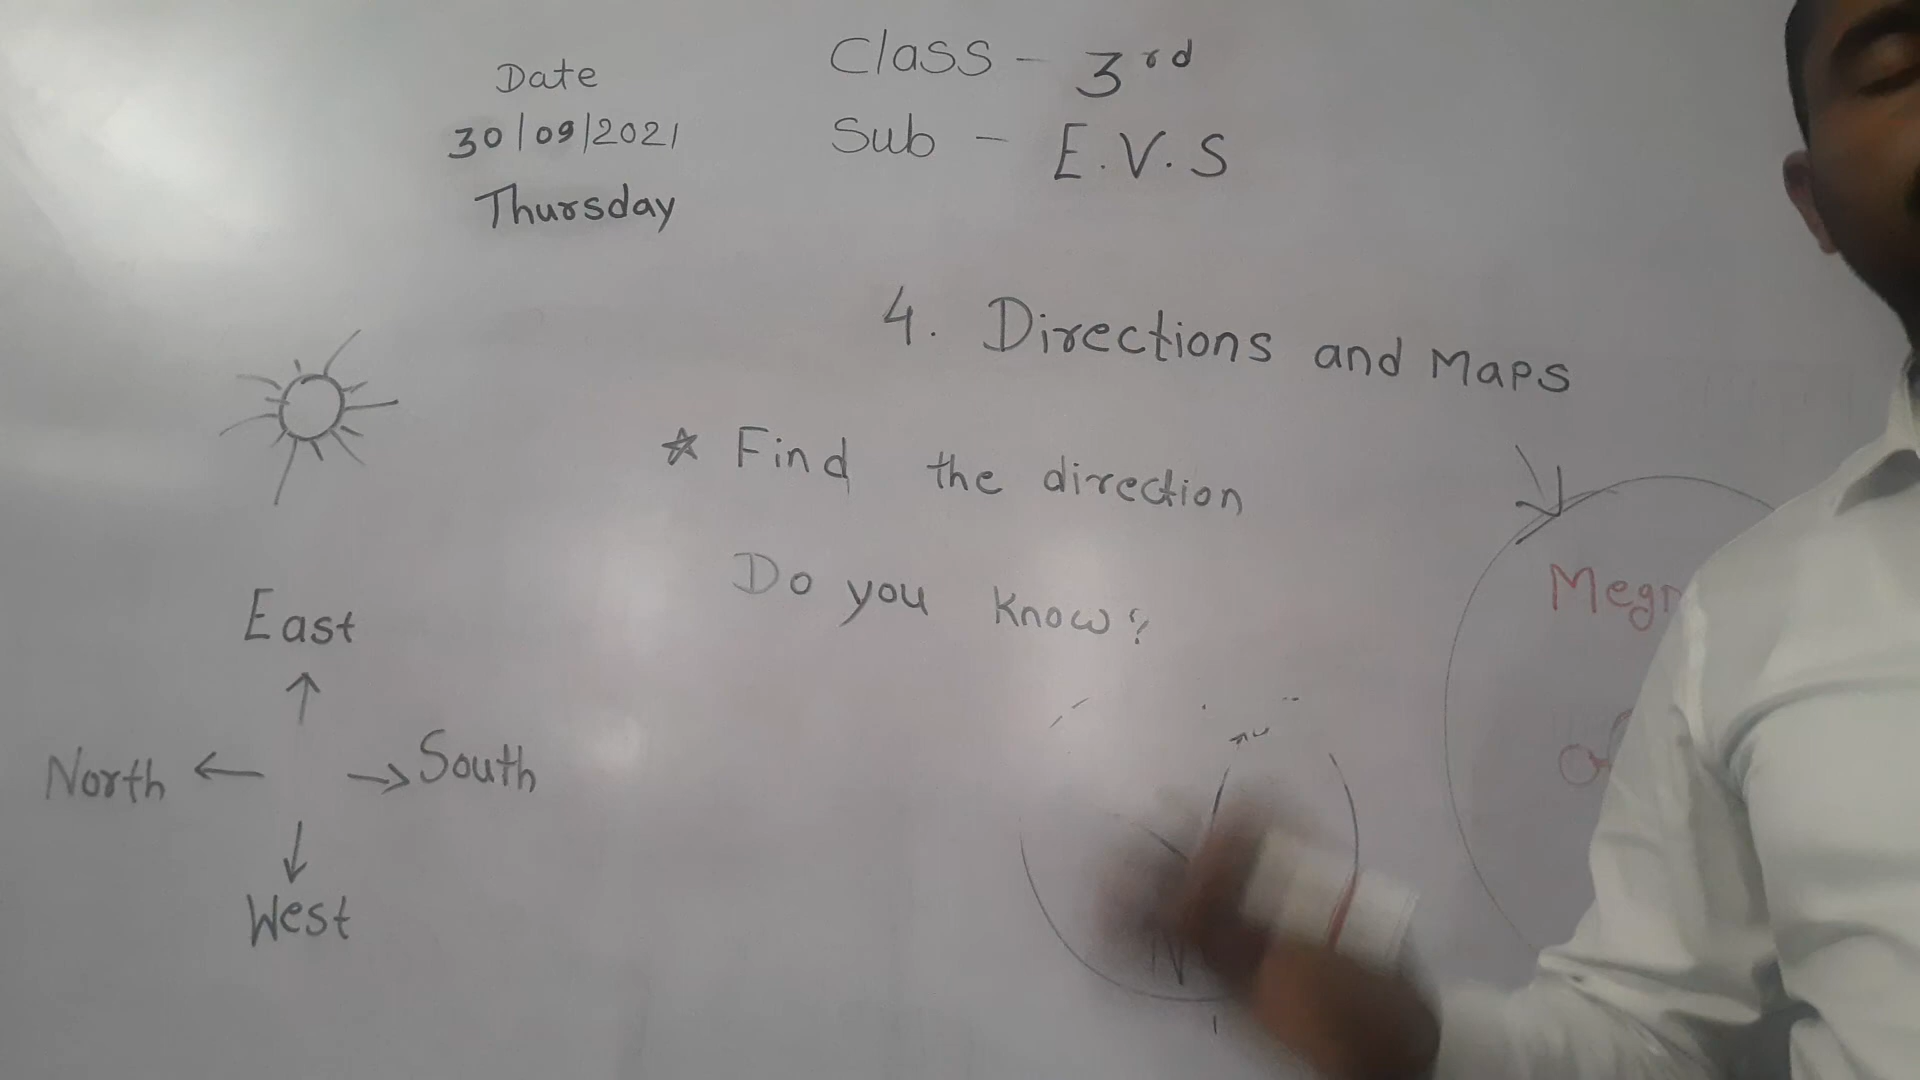 Date
30/09/2021
Thursday
Class - 3rd
Sub - E.V.S
4. Directions and Maps
☆ Find the direction
Do you know?
East
North ← → South
West
N